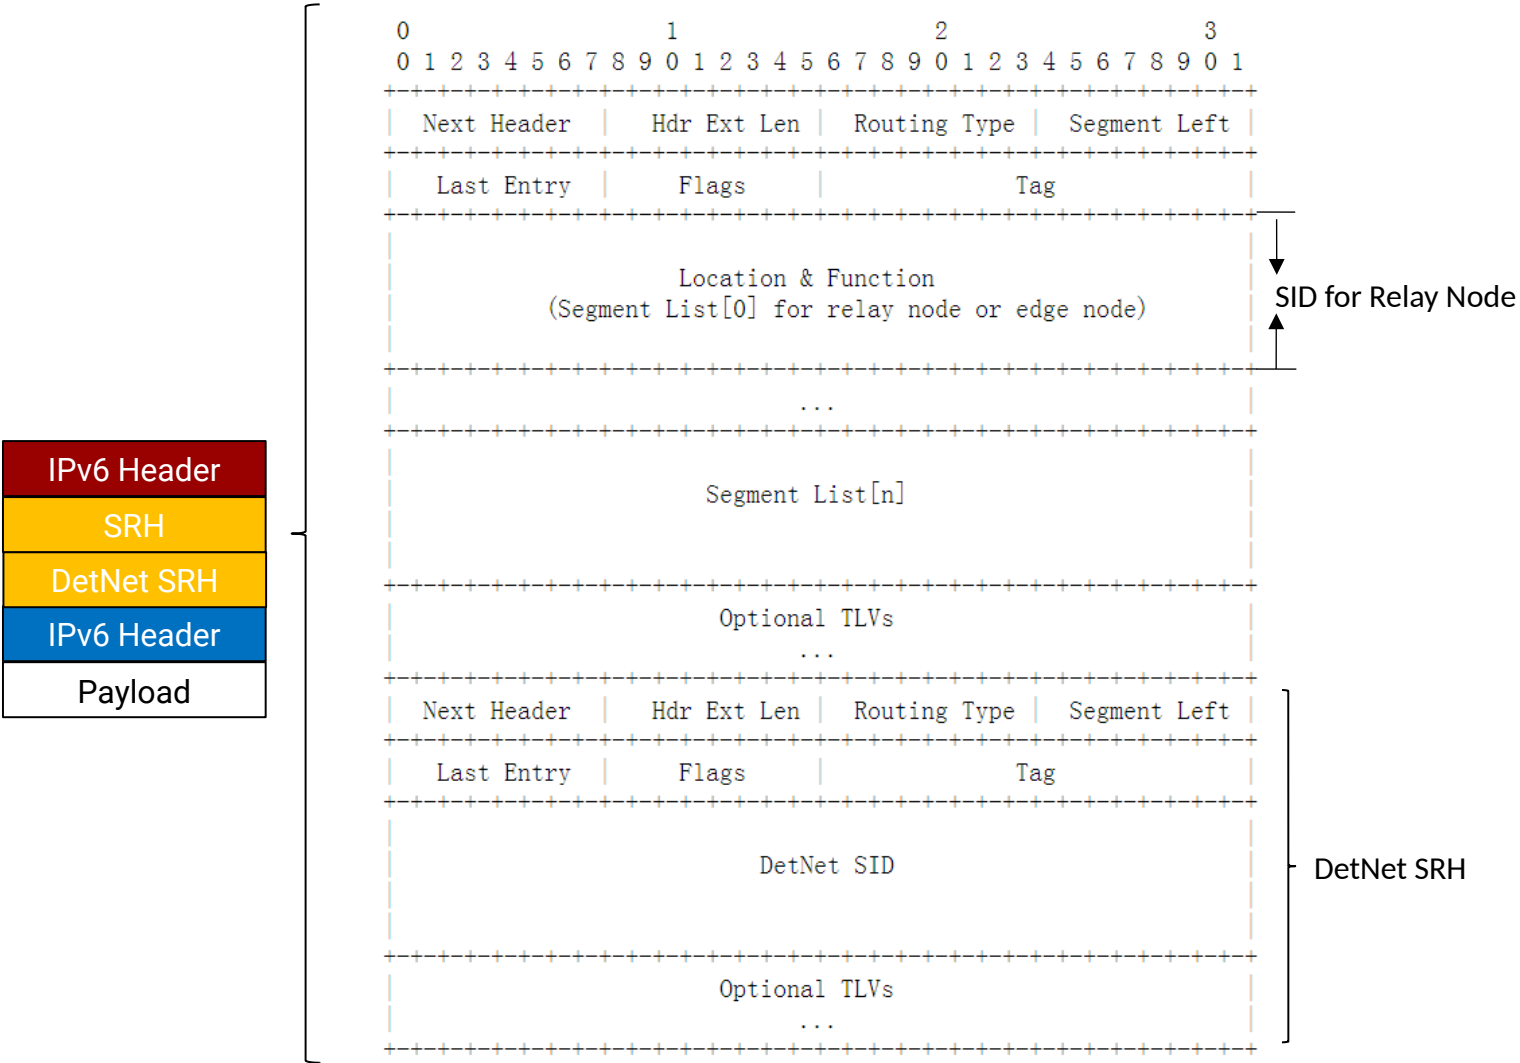 0 1 2 3
0 1 2 3 4 5 6 7 8 9 0 1 2 3 4 5 6 7 8 9 0 1 2 3 4 5 6 7 8 9 0 1
+-+-+-+-+-+-+-+-+-+-+-+-+-+-+-+-+-+-+-+-+-+-+-+-+-+-+-+-+-+-+-+-+
| Next Header | Hdr Ext Len | Routing Type | Segment Left |
+-+-+-+-+-+-+-+-+-+-+-+-+-+-+-+-+-+-+-+-+-+-+-+-+-+-+-+-+-+-+-+-+
| Last Entry | Flags | Tag |
+-+-+-+-+-+-+-+-+-+-+-+-+-+-+-+-+-+-+-+-+-+-+-+-+-+-+-+-+-+-+-+-+
Location & Function
(Segment List[0] for relay node or edge node)
SID for Relay Node
+-+-+-+-+-+-+-+-+-+-+-+-+-+-+-+-+-+-+-+-+-+-+-+-+-+-+-+-+-+-+-+-+
| ... |
+-+-+-+-+-+-+-+-+-+-+-+-+-+-+-+-+-+-+-+-+-+-+-+-+-+-+-+-+-+-+-+-+
Segment List[n]
+-+-+-+-+-+-+-+-+-+-+-+-+-+-+-+-+-+-+-+-+-+-+-+-+-+-+-+-+-+-+-+-+
Optional TLVs
...
+-+-+-+-+-+-+-+-+-+-+-+-+-+-+-+-+-+-+-+-+-+-+-+-+-+-+-+-+-+-+-+-+
| Next Header | Hdr Ext Len | Routing Type | Segment Left |
+-+-+-+-+-+-+-+-+-+-+-+-+-+-+-+-+-+-+-+-+-+-+-+-+-+-+-+-+-+-+-+-+
| Last Entry | Flags | Tag |
+-+-+-+-+-+-+-+-+-+-+-+-+-+-+-+-+-+-+-+-+-+-+-+-+-+-+-+-+-+-+-+-+
DetNet SID
+-+-+-+-+-+-+-+-+-+-+-+-+-+-+-+-+-+-+-+-+-+-+-+-+-+-+-+-+-+-+-+-+
Optional TLVs
...
+-+-+-+-+-+-+-+-+-+-+-+-+-+-+-+-+-+-+-+-+-+-+-+-+-+-+-+-+-+-+-+-+
DetNet SRH
IPv6 Header
SRH
DetNet SRH
IPv6 Header
Payload